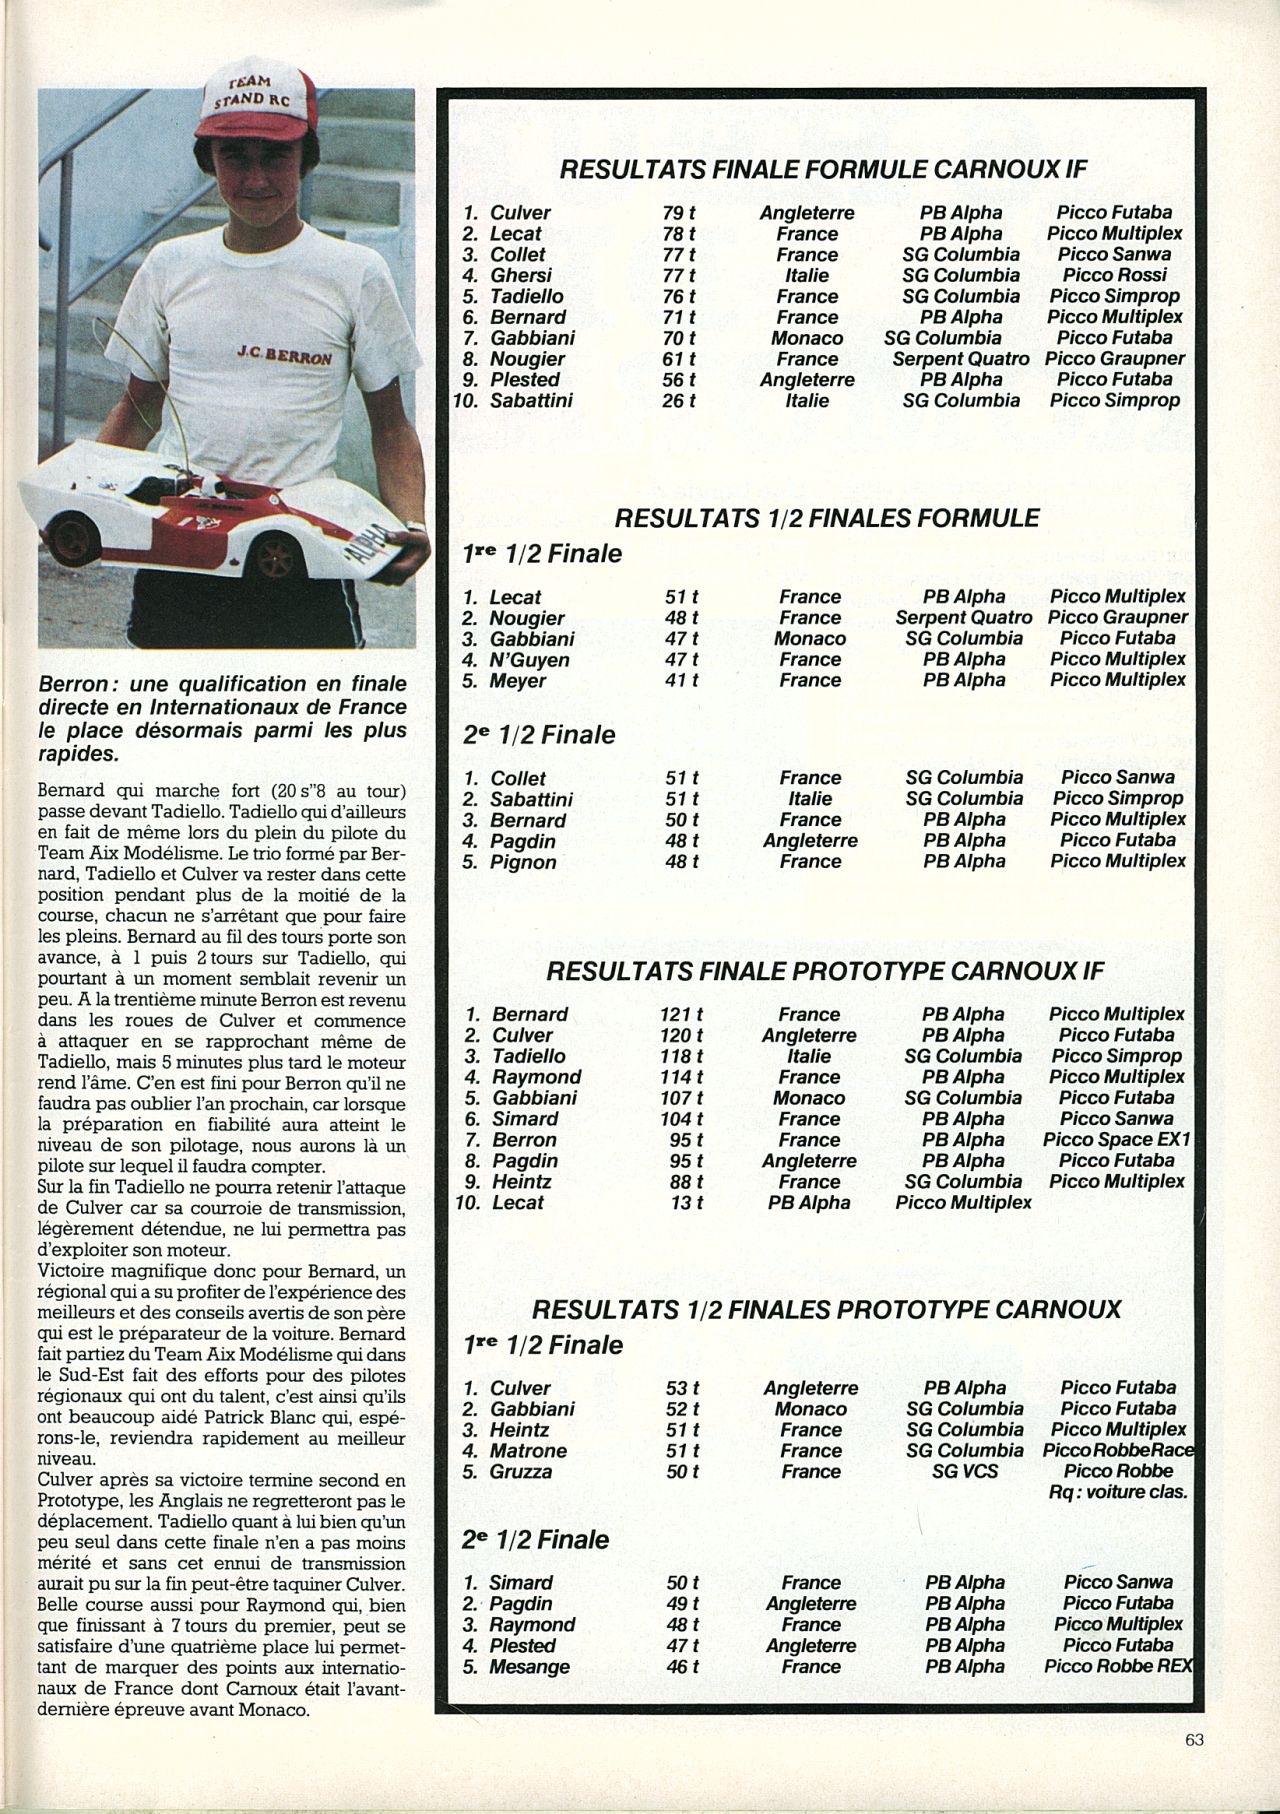 TEAM
STAND RC
J.C. BERRON
ALPHA
Berron : une qualification en finale
directe en Internationaux de France
le place désormais parmi les plus
rapides.
Bernard qui marche fort (20 s"8 au tour)
passe devant Tadiello. Tadiello qui d'ailleurs
en fait de même lors du plein du pilote du
Team Aix Modélisme. Le trio formé par Ber-
nard, Tadiello et Culver va rester dans cette
position pendant plus de la moitié de la
course, chacun ne s'arrêtant que pour faire
les pleins. Bernard au fil des tours porte son
avance, à 1 puis 2 tours sur Tadiello, qui
pourtant à un moment semblait revenir un
peu. A la trentième minute Berron est revenu
dans les roues de Culver et commence
à attaquer en se rapprochant même de
Tadiello, mais 5 minutes plus tard le moteur
rend l'âme. C'en est fini pour Berron qu'il ne
faudra pas oublier l'an prochain, car lorsque
la préparation en fiabilité aura atteint le
niveau de son pilotage, nous aurons là un
pilote sur lequel il faudra compter.
Sur la fin Tadiello ne pourra retenir l'attaque
de Culver car sa courroie de transmission,
légèrement détendue, ne lui permettra pas
d'exploiter son moteur.
Victoire magnifique donc pour Bernard, un
régional qui a su profiter de l'expérience des
meilleurs et des conseils avertis de son père
qui est le préparateur de la voiture. Bernard
fait partiez du Team Aix Modélisme qui dans
le Sud-Est fait des efforts pour des pilotes
régionaux qui ont du talent, c'est ainsi qu'ils
ont beaucoup aidé Patrick Blanc qui, espé-
rons-le, reviendra rapidement au meilleur
niveau.
Culver après sa victoire termine second en
Prototype, les Anglais ne regretteront pas le
déplacement. Tadiello quant à lui bien qu'un
peu seul dans cette finale n'en a pas moins
mérité et sans cet ennui de transmission
aurait pu sur la fin peut-être taquiner Culver.
Belle course aussi pour Raymond qui, bien
que finissant à 7 tours du premier, peut se
satisfaire d'une quatrième place lui permet-
tant de marquer des points aux internatio-
naux de France dont Carnoux était l'avant-
dernière épreuve avant Monaco.
RESULTATS FINALE FORMULE CARNOUX IF
1. Culver 79 t Angleterre PB Alpha Picco Futaba
2. Lecat 78 t France PB Alpha Picco Multiplex
3. Collet 77 t France SG Columbia Picco Sanwa
4. Ghersi 77 t Italie SG Columbia Picco Rossi
5. Tadiello 76 t France SG Columbia Picco Simprop
6. Bernard 71 t France PB Alpha Picco Multiplex
7. Gabbiani 70 t Monaco SG Columbia Picco Futaba
8. Nougier 61 t France Serpent Quatro Picco Graupner
9. Plested 56 t Angleterre PB Alpha Picco Futaba
10. Sabattini 26 t Italie SG Columbia Picco Simprop
RESULTATS 1/2 FINALES FORMULE
1re 1/2 Finale
1. Lecat 51 t France PB Alpha Picco Multiplex
2. Nougier 48 t France Serpent Quatro Picco Graupner
3. Gabbiani 47 t Monaco SG Columbia Picco Futaba
4. N'Guyen 47 t France PB Alpha Picco Multiplex
5. Meyer 41 t France PB Alpha Picco Multiplex
2e 1/2 Finale
1. Collet 51 t France SG Columbia Picco Sanwa
2. Sabattini 51 t Italie SG Columbia Picco Simprop
3. Bernard 50 t France PB Alpha Picco Multiplex
4. Pagdin 48 t Angleterre PB Alpha Picco Futaba
5. Pignon 48 t France PB Alpha Picco Multiplex
RESULTATS FINALE PROTOTYPE CARNOUX IF
1. Bernard 121 t France PB Alpha Picco Multiplex
2. Culver 120 t Angleterre PB Alpha Picco Futaba
3. Tadiello 118 t Italie SG Columbia Picco Simprop
4. Raymond 114 t France PB Alpha Picco Multiplex
5. Gabbiani 107 t Monaco SG Columbia Picco Futaba
6. Simard 104 t France PB Alpha Picco Sanwa
7. Berron 95 t France PB Alpha Picco Space EX1
8. Pagdin 95 t Angleterre PB Alpha Picco Futaba
9. Heintz 88 t France SG Columbia Picco Multiplex
10. Lecat 13 t PB Alpha Picco Multiplex
RESULTATS 1/2 FINALES PROTOTYPE CARNOUX
1re 1/2 Finale
1. Culver 53 t Angleterre PB Alpha Picco Futaba
2. Gabbiani 52 t Monaco SG Columbia Picco Futaba
3. Heintz 51 t France SG Columbia Picco Multiplex
4. Matrone 51 t France SG Columbia Picco Robbe Race
5. Gruzza 50 t France SG VCS Picco Robbe
Rq : voiture clas.
2e 1/2 Finale
1. Simard 50 t France PB Alpha Picco Sanwa
2. Pagdin 49 t Angleterre PB Alpha Picco Futaba
3. Raymond 48 t France PB Alpha Picco Multiplex
4. Plested 47 t Angleterre PB Alpha Picco Futaba
5. Mesange 46 t France PB Alpha Picco Robbe REX
63